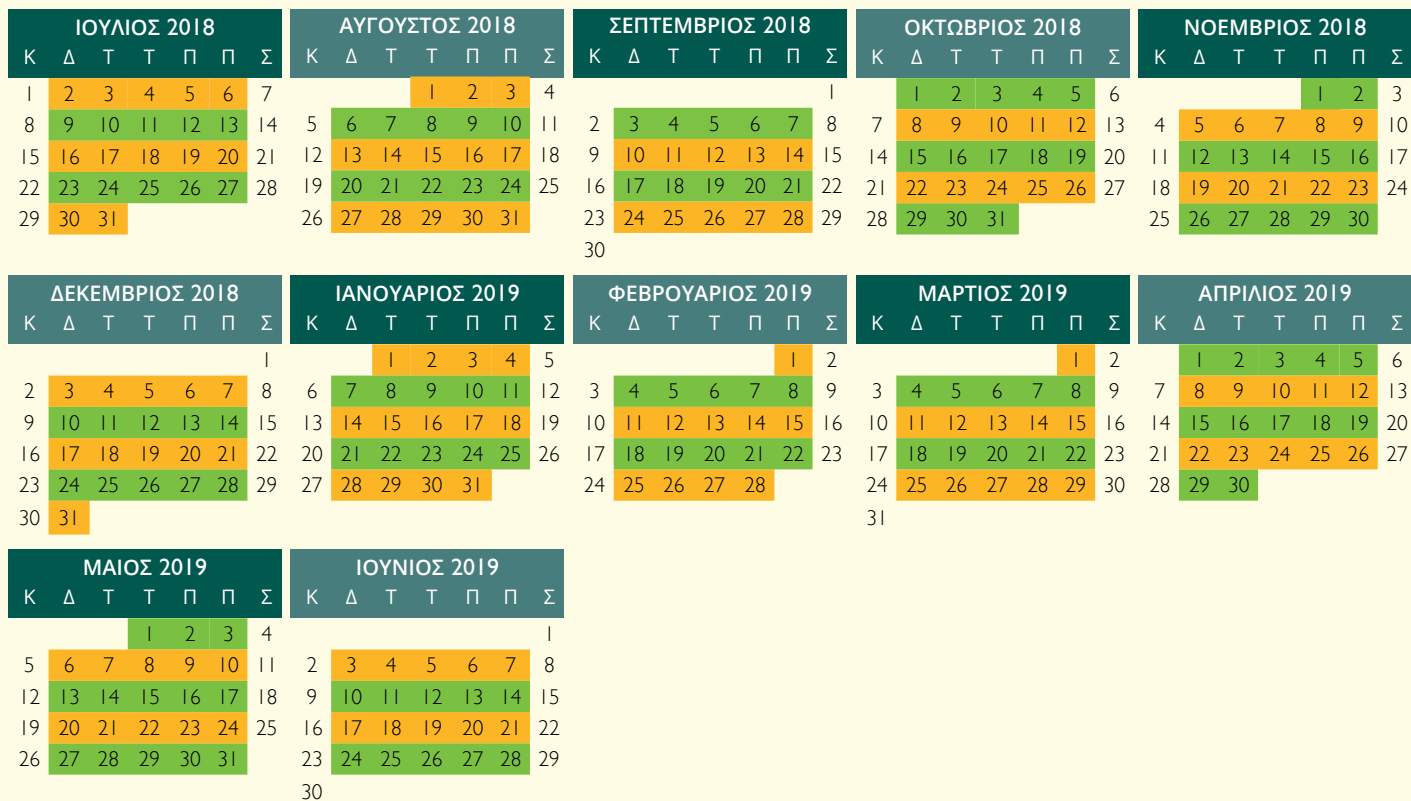 ΙΟΥΛΙΟΣ 2018
Κ Δ Τ Τ Π Π Σ
1 2 3 4 5 6 7
8 9 10 11 12 13 14
15 16 17 18 19 20 21
22 23 24 25 26 27 28
29 30 31
ΑΥΓΟΥΣΤΟΣ 2018
Κ Δ Τ Τ Π Π Σ
1 2 3 4
5 6 7 8 9 10 11
12 13 14 15 16 17 18
19 20 21 22 23 24 25
26 27 28 29 30 31
ΣΕΠΤΕΜΒΡΙΟΣ 2018
Κ Δ Τ Τ Π Π Σ
1
2 3 4 5 6 7 8
9 10 11 12 13 14 15
16 17 18 19 20 21 22
23 24 25 26 27 28 29
30
ΟΚΤΩΒΡΙΟΣ 2018
Κ Δ Τ Τ Π Π Σ
1 2 3 4 5 6
7 8 9 10 11 12 13
14 15 16 17 18 19 20
21 22 23 24 25 26 27
28 29 30 31
ΝΟΕΜΒΡΙΟΣ 2018
Κ Δ Τ Τ Π Π Σ
1 2 3
4 5 6 7 8 9 10
11 12 13 14 15 16 17
18 19 20 21 22 23 24
25 26 27 28 29 30
ΔΕΚΕΜΒΡΙΟΣ 2018
Κ Δ Τ Τ Π Π Σ
1
2 3 4 5 6 7 8
9 10 11 12 13 14 15
16 17 18 19 20 21 22
23 24 25 26 27 28 29
30 31
ΙΑΝΟΥΑΡΙΟΣ 2019
Κ Δ Τ Τ Π Π Σ
1 2 3 4 5
6 7 8 9 10 11 12
13 14 15 16 17 18 19
20 21 22 23 24 25 26
27 28 29 30 31
ΦΕΒΡΟΥΑΡΙΟΣ 2019
Κ Δ Τ Τ Π Π Σ
1 2
3 4 5 6 7 8 9
10 11 12 13 14 15 16
17 18 19 20 21 22 23
24 25 26 27 28
ΜΑΡΤΙΟΣ 2019
Κ Δ Τ Τ Π Π Σ
1 2
3 4 5 6 7 8 9
10 11 12 13 14 15 16
17 18 19 20 21 22 23
24 25 26 27 28 29 30
31
ΑΠΡΙΛΙΟΣ 2019
Κ Δ Τ Τ Π Π Σ
1 2 3 4 5 6
7 8 9 10 11 12 13
14 15 16 17 18 19 20
21 22 23 24 25 26 27
28 29 30
ΜΑΙΟΣ 2019
Κ Δ Τ Τ Π Π Σ
1 2 3 4
5 6 7 8 9 10 11
12 13 14 15 16 17 18
19 20 21 22 23 24 25
26 27 28 29 30 31
ΙΟΥΝΙΟΣ 2019
Κ Δ Τ Τ Π Π Σ
1
2 3 4 5 6 7 8
9 10 11 12 13 14 15
16 17 18 19 20 21 22
23 24 25 26 27 28 29
30